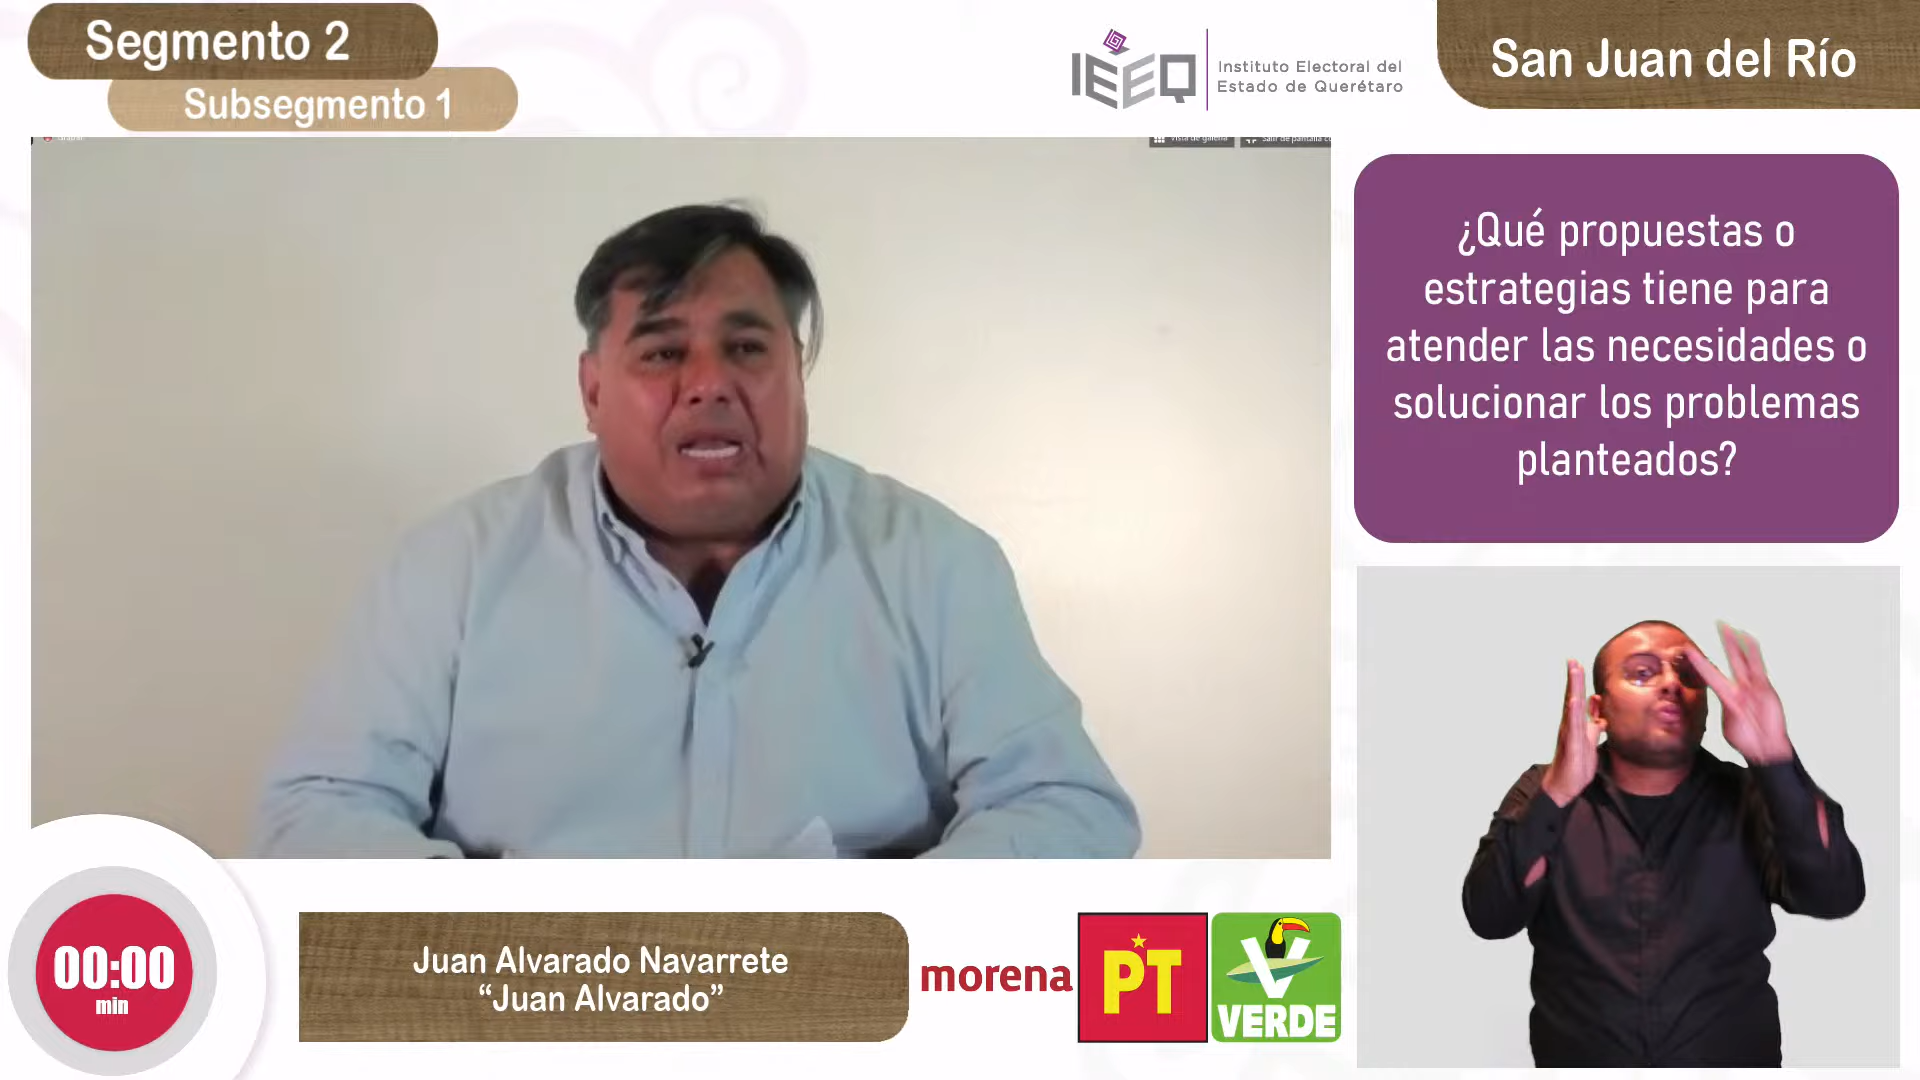 Segmento 2
Subsegmento 1
IEEQ
Instituto Electoral del
Estado de Querétaro
San Juan del Río
¿Qué propuestas o
estrategias tiene para
atender las necesidades o
solucionar los problemas
planteados?
00:00
min
Juan Alvarado Navarrete
“Juan Alvarado”
morena
PT
VERDE